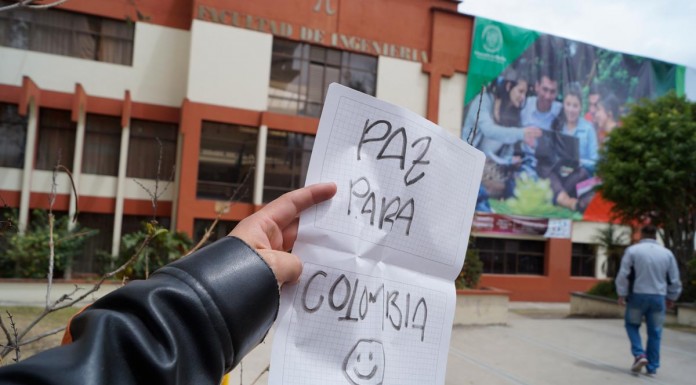 FACULTAD DE INGENIERIA
PAZ
PARA
COLOMBIA